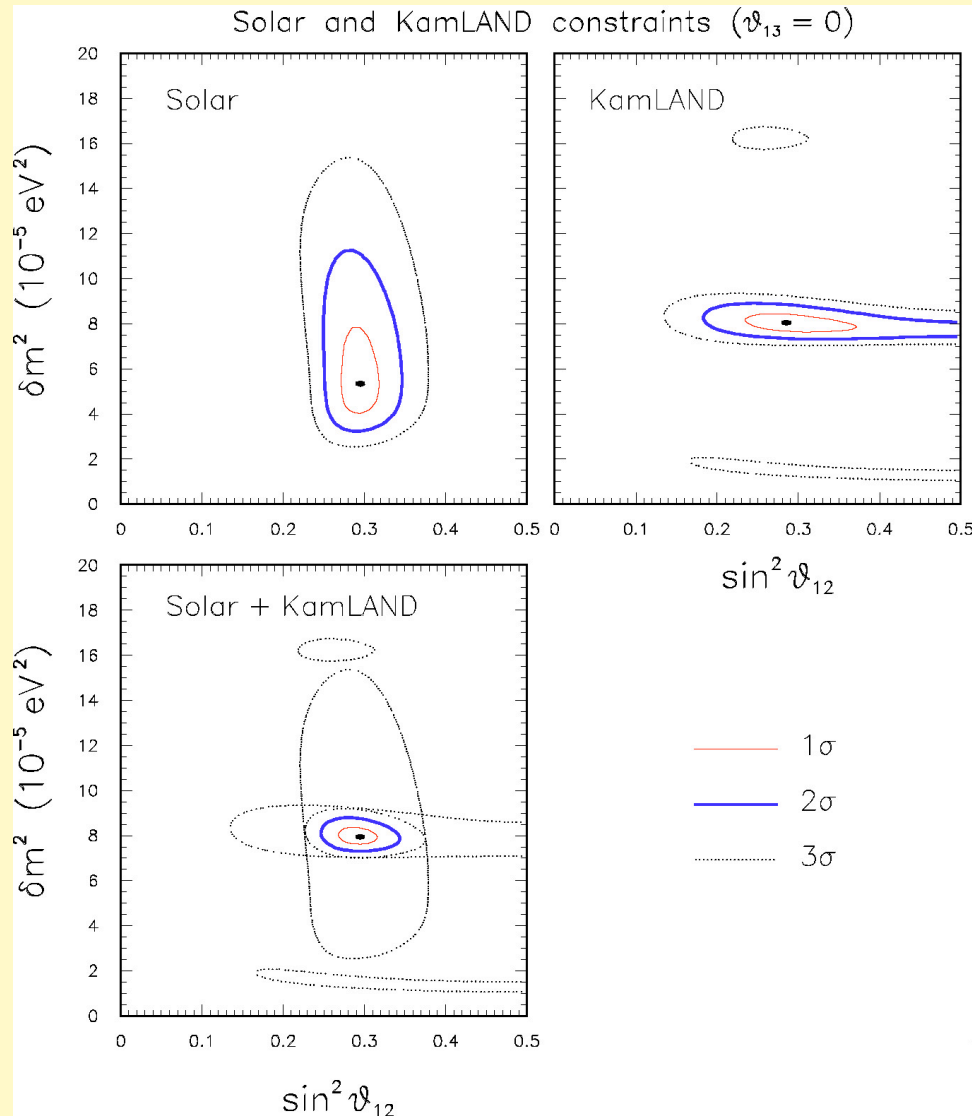 Solar and KamLAND constraints (ϑ₁₃ = 0)
Solar
KamLAND
δm² (10⁻⁵ eV²)
20
18
16
14
12
10
8
6
4
2
0
0 0.1 0.2 0.3 0.4 0.5
0 0.1 0.2 0.3 0.4 0.5
sin² ϑ₁₂
Solar + KamLAND
δm² (10⁻⁵ eV²)
20
18
16
14
12
10
8
6
4
2
0
0 0.1 0.2 0.3 0.4 0.5
sin² ϑ₁₂
1σ
2σ
3σ